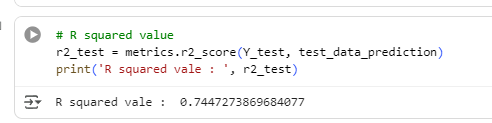 # R squared value
r2_test = metrics.r2_score(Y_test, test_data_prediction)
print('R squared vale : ', r2_test)
R squared vale :  0.7447273869684077